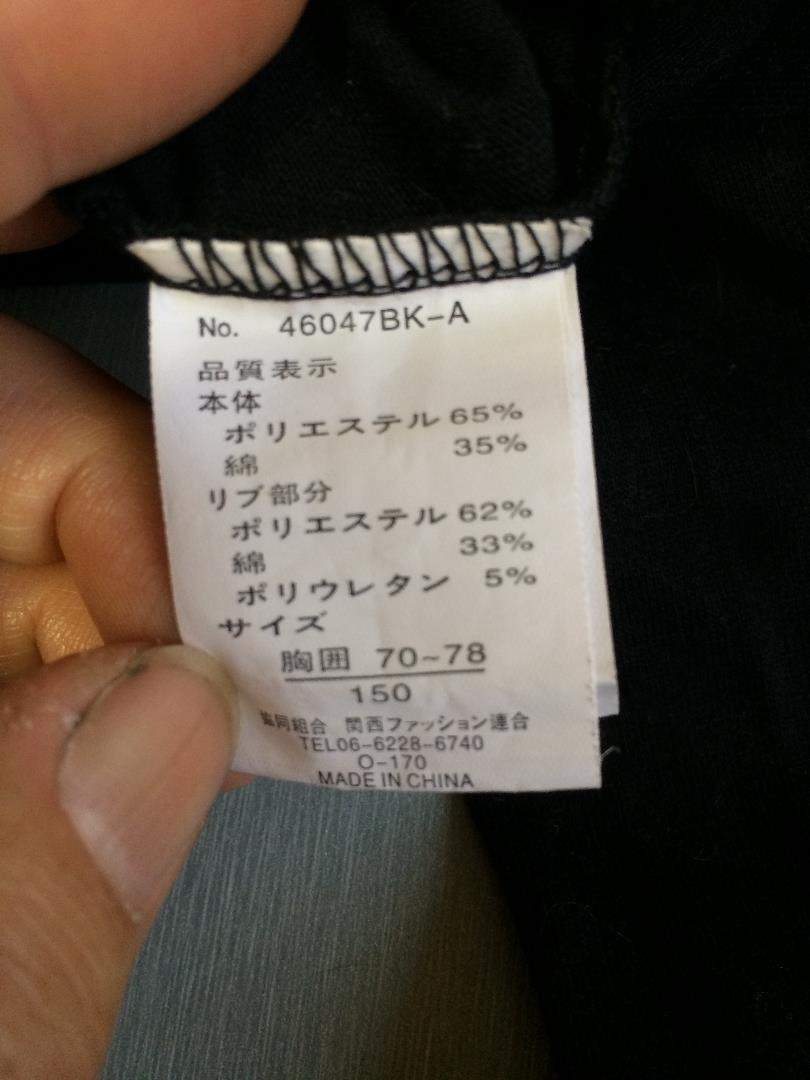 No. 46047BK-A
品質表示
本体
ポリエステル 65%
綿 35%
リブ部分
ポリエステル 62%
綿 33%
ポリウレタン 5%
サイズ
胸囲 70~78
150
協同組合 関西ファッション連合
TEL06-6228-6740
O-170
MADE IN CHINA